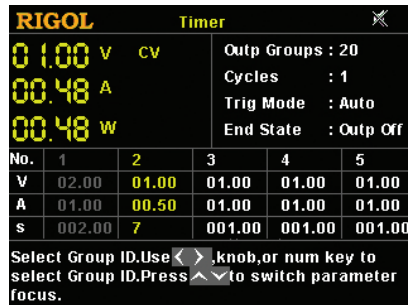 RIGOL Timer
01.00 V CV
00.48 A
00.48 W
Outp Groups : 20
Cycles : 1
Trig Mode : Auto
End State : Outp Off
No. 1 2 3 4 5
V 02.00 01.00 01.00 01.00 01.00
A 01.00 00.50 01.00 01.00 01.00
s 002.00 7 001.00 001.00 001.00
Select Group ID.Use < > ,knob,or num key to
select Group ID.Press to switch parameter
focus.